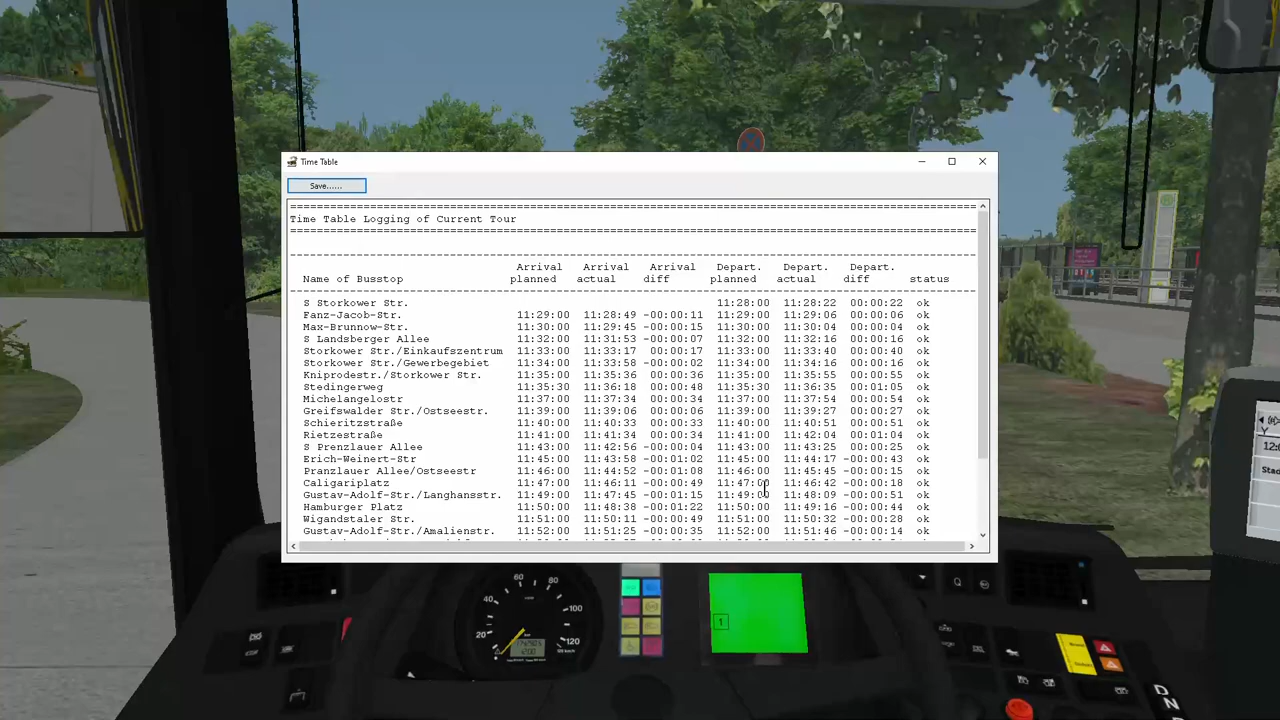 Time Table
Save......
Time Table Logging of Current Tour
Arrival Arrival Arrival Depart. Depart. Depart.
Name of Busstop planned actual diff planned actual diff status
S Storkower Str. 11:28:00 11:28:22 00:00:22 ok
Fanz-Jacob-Str. 11:29:00 11:28:49 -00:00:11 11:29:00 11:29:06 00:00:06 ok
Max-Brunnow-Str. 11:30:00 11:29:45 -00:00:15 11:30:00 11:30:04 00:00:04 ok
S Landsberger Allee 11:32:00 11:31:53 -00:00:07 11:32:00 11:32:16 00:00:16 ok
Storkower Str./Einkaufszentrum 11:33:00 11:33:17 00:00:17 11:33:00 11:33:40 00:00:40 ok
Storkower Str./Gewerbegebiet 11:34:00 11:33:58 -00:00:02 11:34:00 11:34:16 00:00:16 ok
Kniprodestr./Storkower Str. 11:35:00 11:35:36 00:00:36 11:35:00 11:35:55 00:00:55 ok
Stedingerweg 11:35:30 11:36:18 00:00:48 11:35:30 11:36:35 00:01:05 ok
Michelangelostr 11:37:00 11:37:34 00:00:34 11:37:00 11:37:54 00:00:54 ok
Greifswalder Str./Ostseestr. 11:39:00 11:39:06 00:00:06 11:39:00 11:39:27 00:00:27 ok
Schieritzstraße 11:40:00 11:40:33 00:00:33 11:40:00 11:40:51 00:00:51 ok
Rietzestraße 11:41:00 11:41:34 00:00:34 11:41:00 11:42:04 00:01:04 ok
S Prenzlauer Allee 11:43:00 11:42:56 -00:00:04 11:43:00 11:43:25 00:00:25 ok
Erich-Weinert-Str 11:45:00 11:43:58 -00:01:02 11:45:00 11:44:17 -00:00:43 ok
Pranzlauer Allee/Ostseestr 11:46:00 11:44:52 -00:01:08 11:46:00 11:45:45 -00:00:15 ok
Caligariplatz 11:47:00 11:46:11 -00:00:49 11:47:00 11:46:42 -00:00:18 ok
Gustav-Adolf-Str./Langhansstr. 11:49:00 11:47:45 -00:01:15 11:49:00 11:48:09 -00:00:51 ok
Hamburger Platz 11:50:00 11:48:38 -00:01:22 11:50:00 11:49:16 -00:00:44 ok
Wigandstaler Str. 11:51:00 11:50:11 -00:00:49 11:51:00 11:50:32 -00:00:28 ok
Gustav-Adolf-Str./Amalienstr. 11:52:00 11:51:25 -00:00:35 11:52:00 11:51:46 -00:00:14 ok
20 40 60 80 100 120
1
D
N